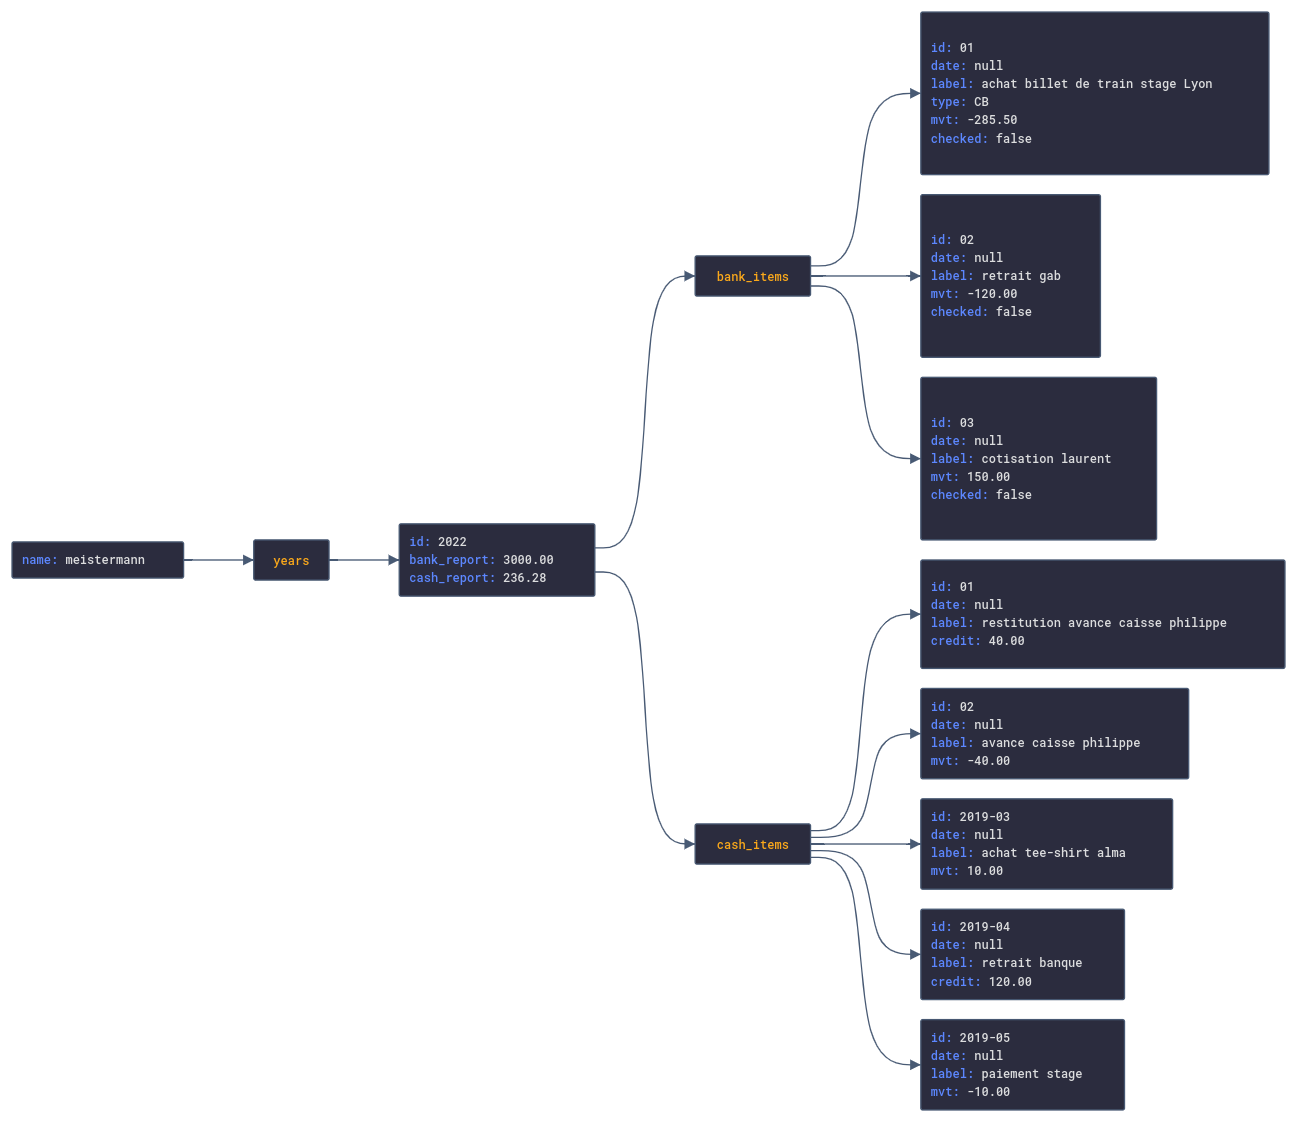 name: meistermann
years
id: 2022
bank_report: 3000.00
cash_report: 236.28
bank_items
id: 01
date: null
label: achat billet de train stage Lyon
type: CB
mvt: -285.50
checked: false
id: 02
date: null
label: retrait gab
mvt: -120.00
checked: false
id: 03
date: null
label: cotisation laurent
mvt: 150.00
checked: false
cash_items
id: 01
date: null
label: restitution avance caisse philippe
credit: 40.00
id: 02
date: null
label: avance caisse philippe
mvt: -40.00
id: 2019-03
date: null
label: achat tee-shirt alma
mvt: 10.00
id: 2019-04
date: null
label: retrait banque
credit: 120.00
id: 2019-05
date: null
label: paiement stage
mvt: -10.00